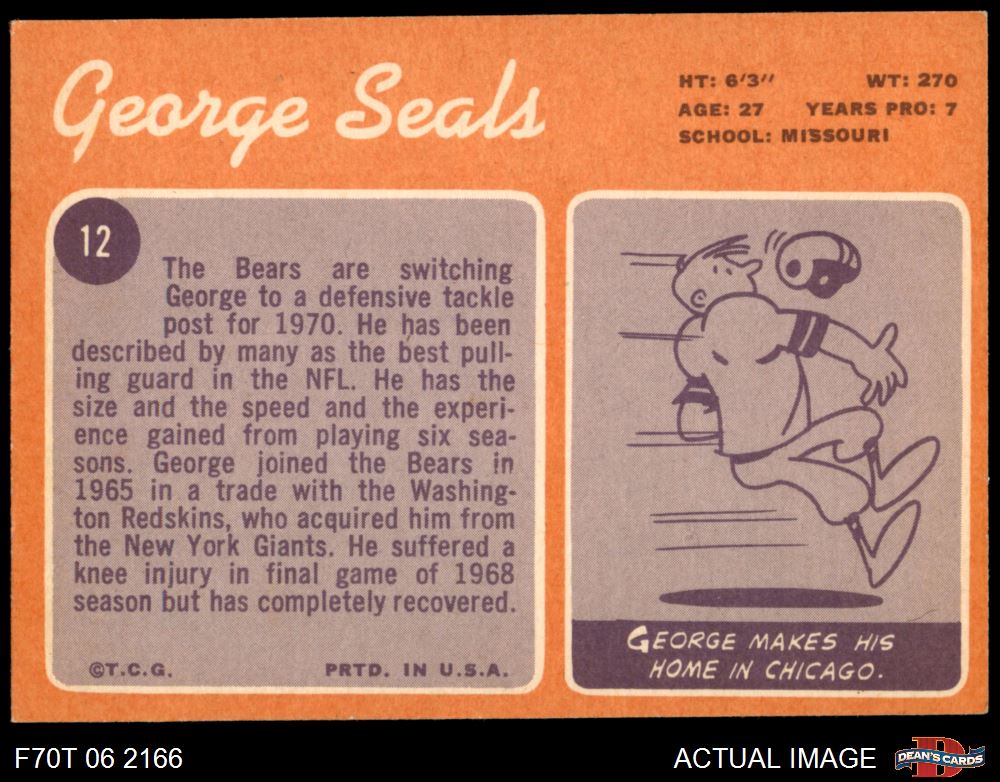 George Seals
HT: 6'3"
WT: 270
AGE: 27
YEARS PRO: 7
SCHOOL: MISSOURI
12
The Bears are switching
George to a defensive tackle
post for 1970. He has been
described by many as the best pull-
ing guard in the NFL. He has the
size and the speed and the experi-
ence gained from playing six sea-
sons. George joined the Bears in
1965 in a trade with the Washing-
ton Redskins, who acquired him from
the New York Giants. He suffered a
knee injury in final game of 1968
season but has completely recovered.
©T.C.G.
PRTD. IN U.S.A.
GEORGE MAKES HIS
HOME IN CHICAGO.
F70T 06 2166
ACTUAL IMAGE
D
DEAN'S CARDS